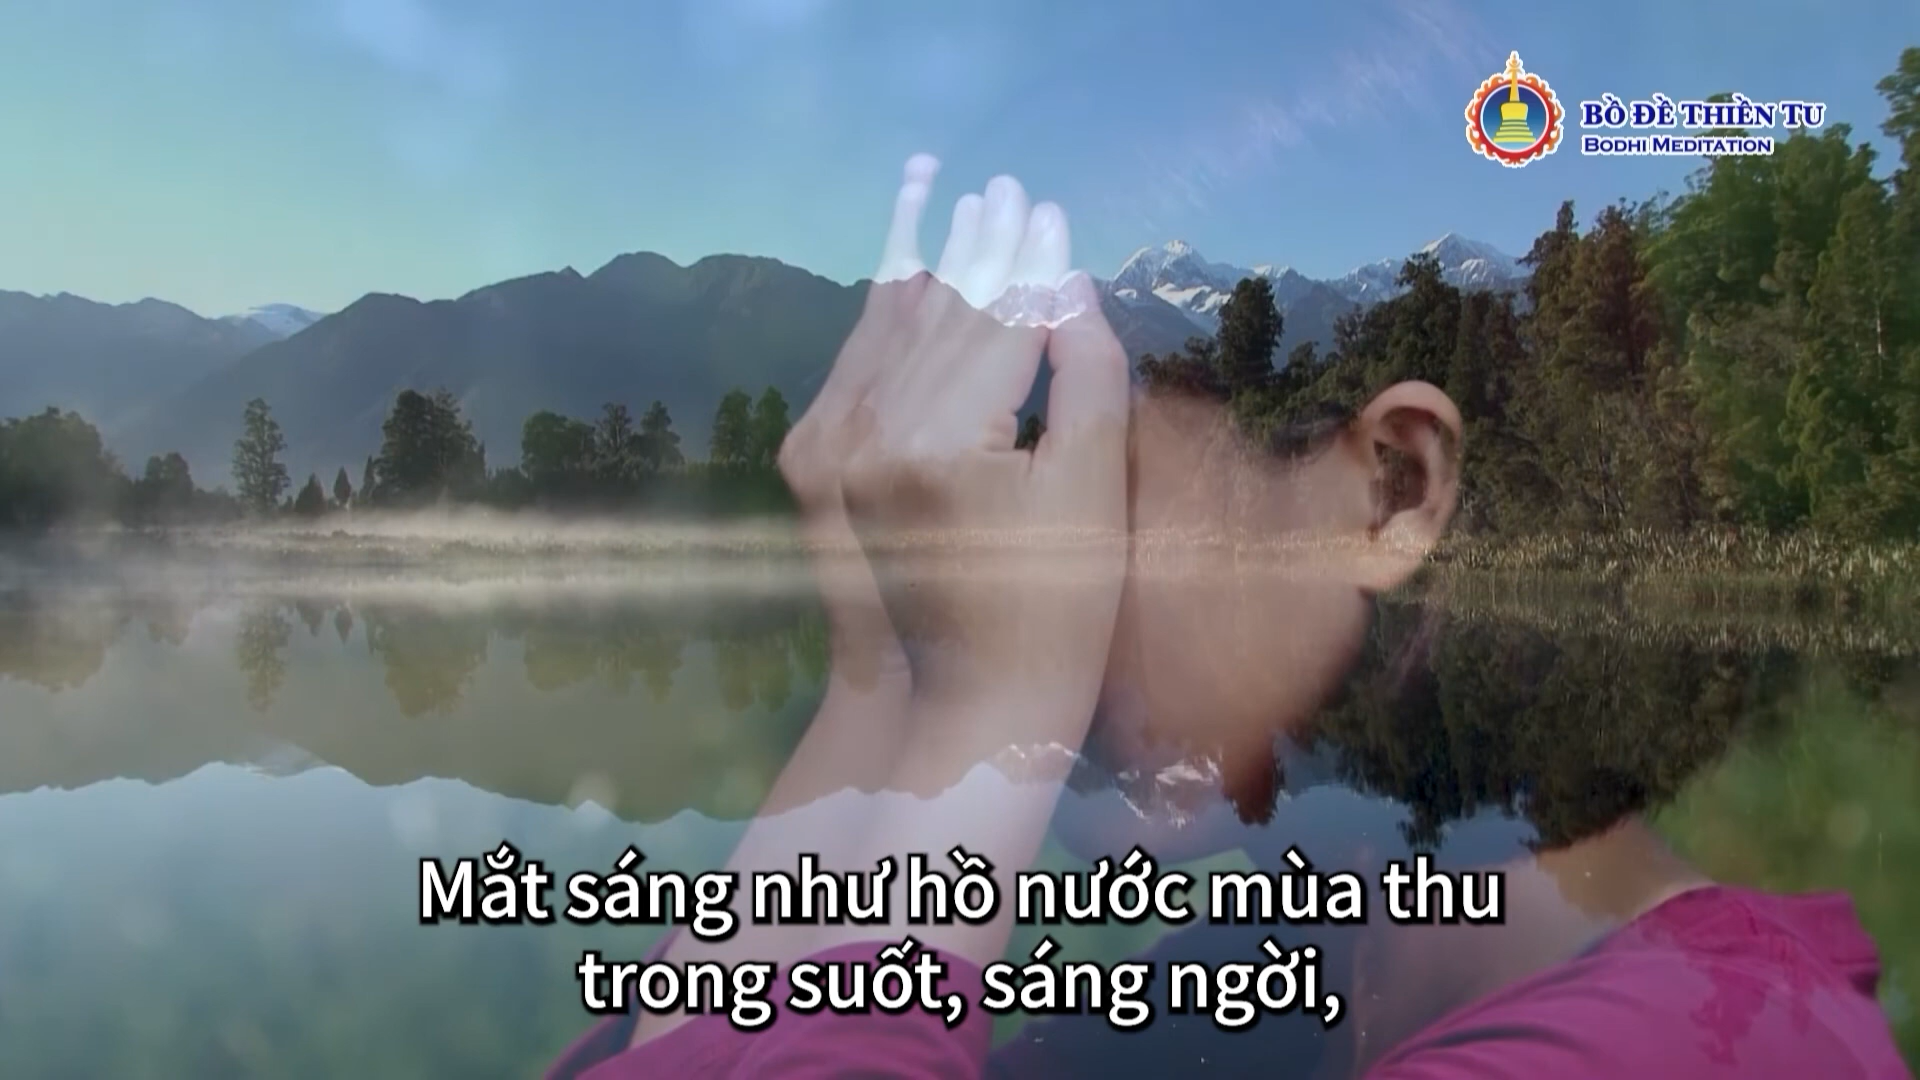 BỒ ĐỀ THIỀN TU
BODHI MEDITATION
Mắt sáng như hồ nước mùa thu
trong suốt, sáng ngời,